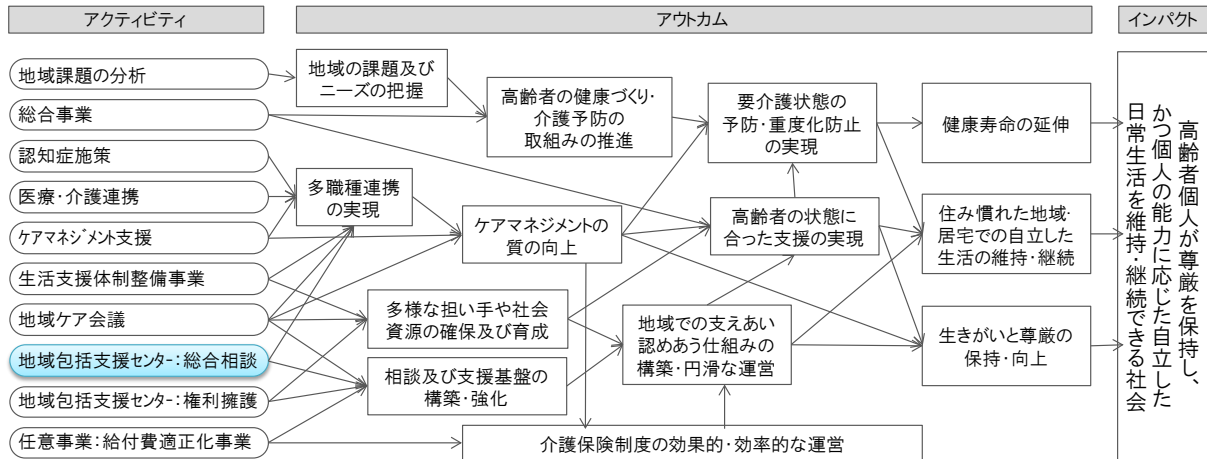 アクティビティ
アウトカム
インパクト
地域課題の分析
総合事業
認知症施策
医療・介護連携
ケアマネジメント支援
生活支援体制整備事業
地域ケア会議
地域包括支援センター：総合相談
地域包括支援センター：権利擁護
任意事業：給付費適正化事業
地域の課題及び
ニーズの把握
多職種連携
の実現
高齢者の健康づくり・
介護予防の
取組みの推進
ケアマネジメントの
質の向上
多様な担い手や社会
資源の確保及び育成
相談及び支援基盤の
構築・強化
要介護状態の
予防・重度化防止
の実現
高齢者の状態に
合った支援の実現
地域での支えあい
認めあう仕組みの
構築・円滑な運営
介護保険制度の効果的・効率的な運営
健康寿命の延伸
住み慣れた地域・
居宅での自立した
生活の維持・継続
生きがいと尊厳の
保持・向上
高齢者個人が尊厳を保持し、
かつ個人の能力に応じた自立した
日常生活を維持・継続できる社会